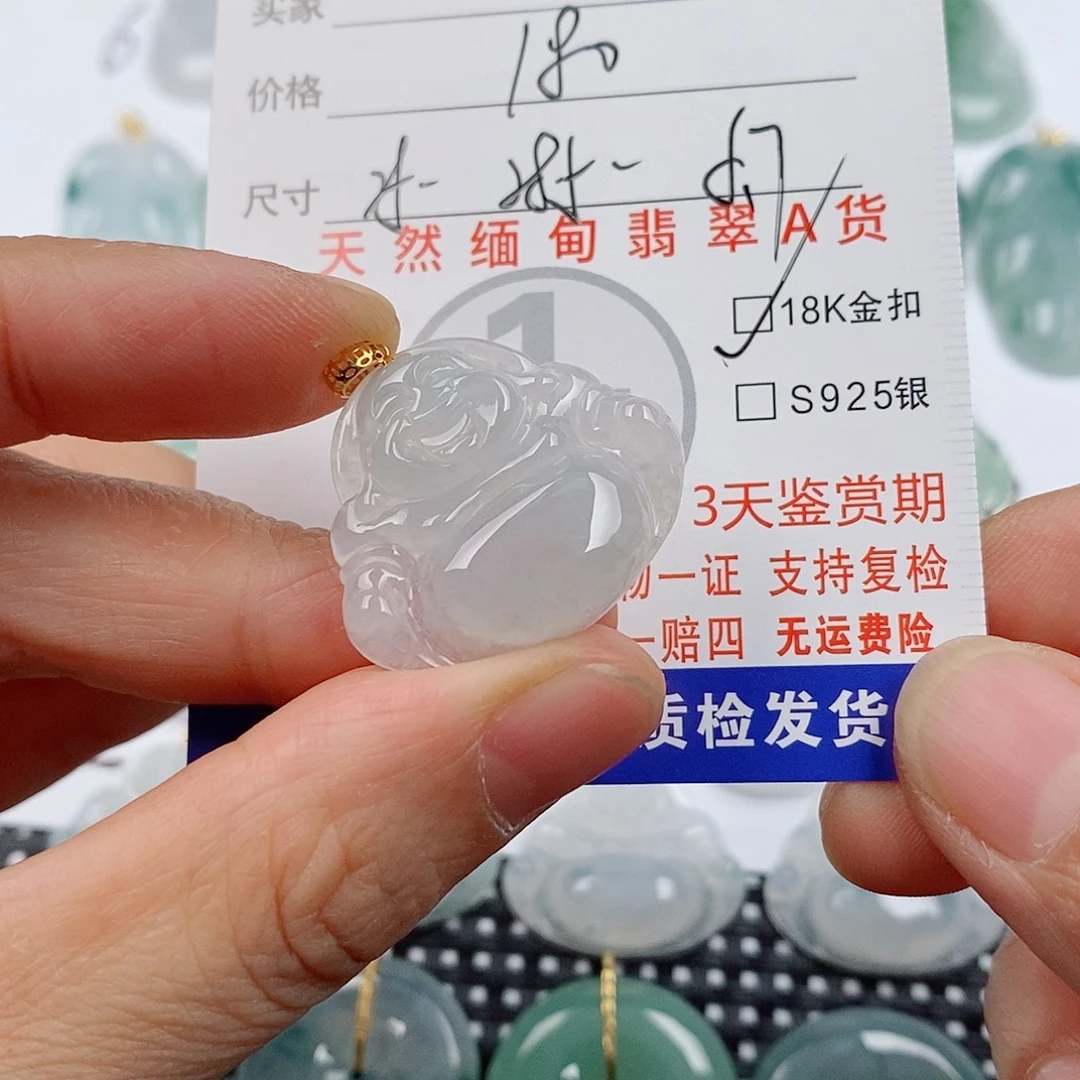 买家
价格
尺寸
天然缅甸翡翠A货
1
18K金扣
S925银
3天鉴赏期
物一证 支持复检
一赔四 无运费险
质检发货